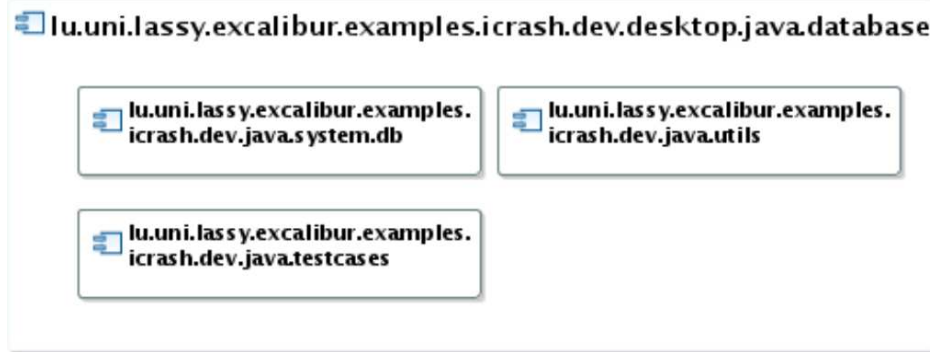 lu.uni.lassy.excalibur.examples.icrash.dev.desktop.java.database
lu.uni.lassy.excalibur.examples.
icrash.dev.java.system.db
lu.uni.lassy.excalibur.examples.
icrash.dev.java.utils
lu.uni.lassy.excalibur.examples.
icrash.dev.java.testcases